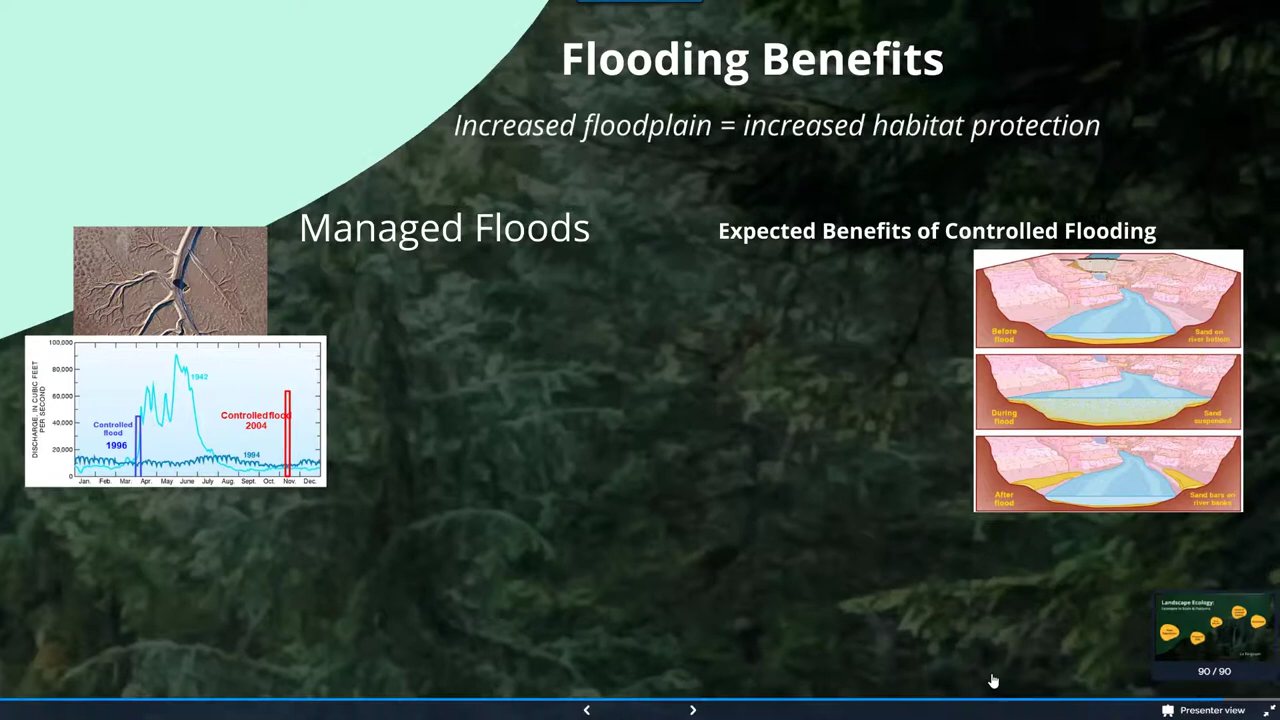 Flooding Benefits
Increased floodplain = increased habitat protection
Managed Floods
Expected Benefits of Controlled Flooding
DISCHARGE, IN CUBIC FEET
PER SECOND
100,000
80,000
60,000
40,000
20,000
0
1942
Controlled
flood
1996
Controlled flood
2004
1994
Jan. Feb. Mar. Apr. May June July Aug. Sept. Oct. Nov. Dec.
Before
flood
Sand on
river bottom
During
flood
Sand
suspended
After
flood
Sand bars on
river banks
Landscape Ecology:
90 / 90
Presenter view